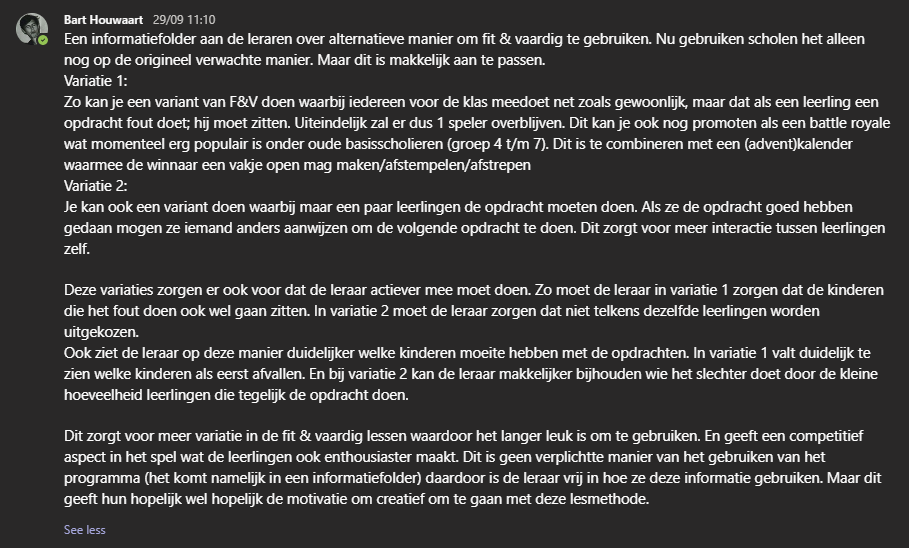 Bart Houwaart 29/09 11:10
Een informatiefolder aan de leraren over alternatieve manier om fit & vaardig te gebruiken. Nu gebruiken scholen het alleen
nog op de origineel verwachte manier. Maar dit is makkelijk aan te passen.
Variatie 1:
Zo kan je een variant van F&V doen waarbij iedereen voor de klas meedoet net zoals gewoonlijk, maar dat als een leerling een
opdracht fout doet; hij moet zitten. Uiteindelijk zal er dus 1 speler overblijven. Dit kan je ook nog promoten als een battle royale
wat momenteel erg populair is onder oude basisscholieren (groep 4 t/m 7). Dit is te combineren met een (advent)kalender
waarmee de winnaar een vakje open mag maken/afstempelen/afstrepen
Variatie 2:
Je kan ook een variant doen waarbij maar een paar leerlingen de opdracht moeten doen. Als ze de opdracht goed hebben
gedaan mogen ze iemand anders aanwijzen om de volgende opdracht te doen. Dit zorgt voor meer interactie tussen leerlingen
zelf.
Deze variaties zorgen er ook voor dat de leraar actiever mee moet doen. Zo moet de leraar in variatie 1 zorgen dat de kinderen
die het fout doen ook wel gaan zitten. In variatie 2 moet de leraar zorgen dat niet telkens dezelfde leerlingen worden
uitgekozen.
Ook ziet de leraar op deze manier duidelijker welke kinderen moeite hebben met de opdrachten. In variatie 1 valt duidelijk te
zien welke kinderen als eerst afvallen. En bij variatie 2 kan de leraar makkelijker bijhouden wie het slechter doet door de kleine
hoeveelheid leerlingen die tegelijk de opdracht doen.
Dit zorgt voor meer variatie in de fit & vaardig lessen waardoor het langer leuk is om te gebruiken. En geeft een competitief
aspect in het spel wat de leerlingen ook enthousiaster maakt. Dit is geen verplichtte manier van het gebruiken van het
programma (het komt namelijk in een informatiefolder) daardoor is de leraar vrij in hoe ze deze informatie gebruiken. Maar dit
geeft hun hopelijk wel hopelijk de motivatie om creatief om te gaan met deze lesmethode.
See less